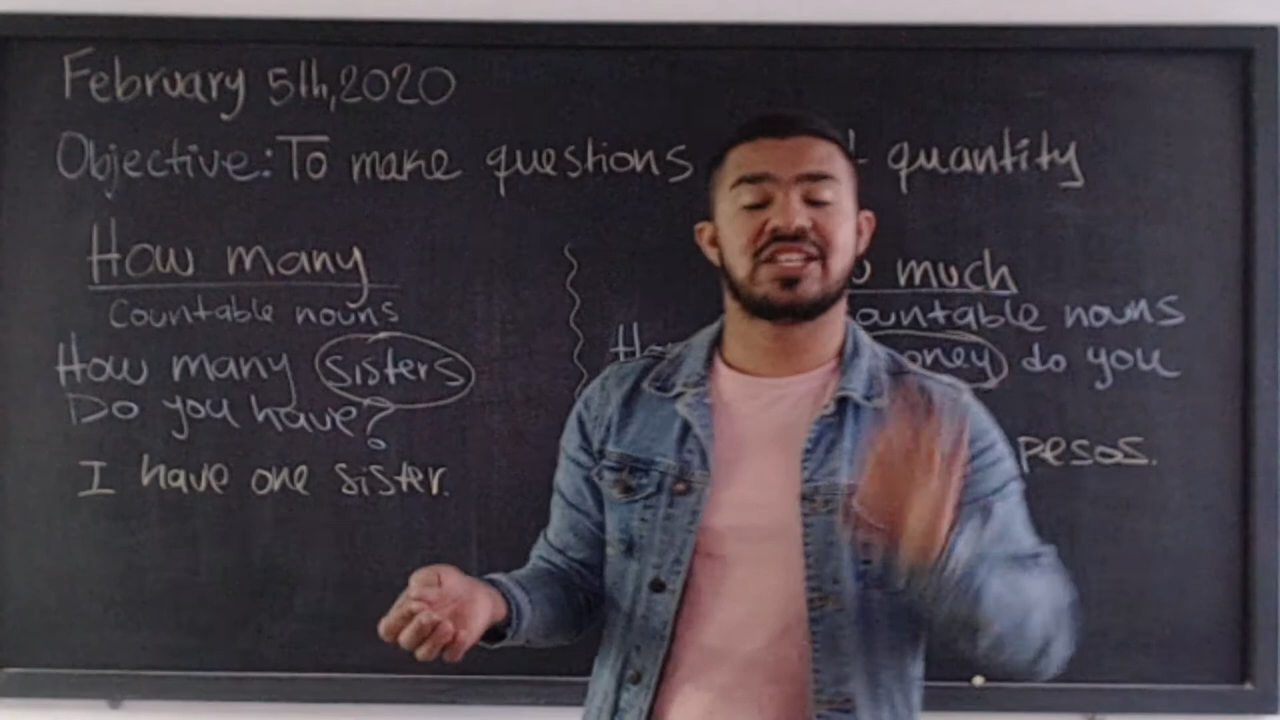 February 5th, 2020
Objective: To make questions quantity
How many
Countable nouns
How many sisters
Do you have?
I have one sister.
much
nouns
do you
pesos.